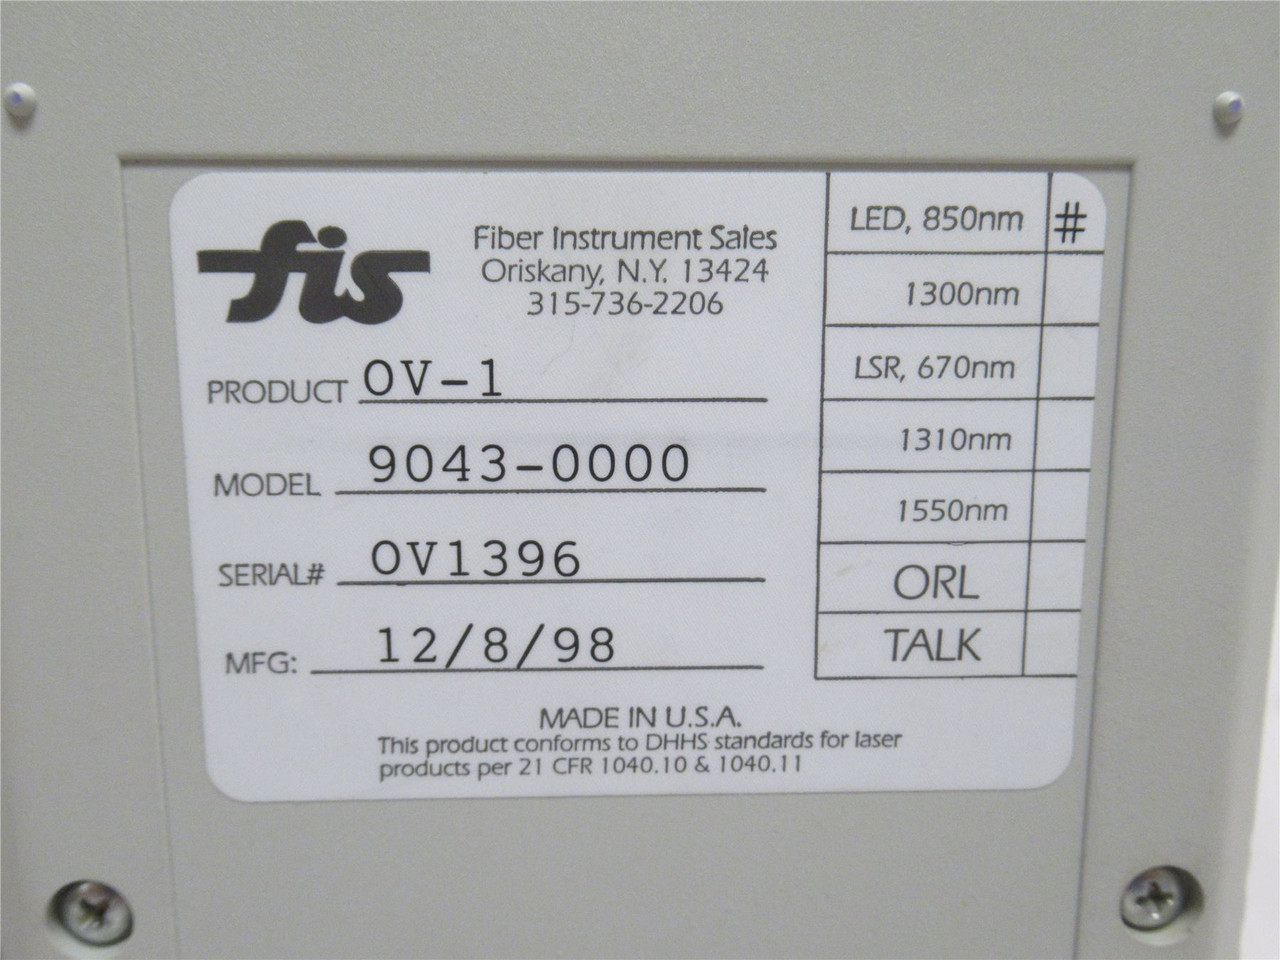 fis
Fiber Instrument Sales
Oriskany, N.Y. 13424
315-736-2206
PRODUCT OV-1
MODEL 9043-0000
SERIAL# OV1396
MFG: 12/8/98
LED, 850nm #
1300nm
LSR, 670nm
1310nm
1550nm
ORL
TALK
MADE IN U.S.A.
This product conforms to DHHS standards for laser
products per 21 CFR 1040.10 & 1040.11